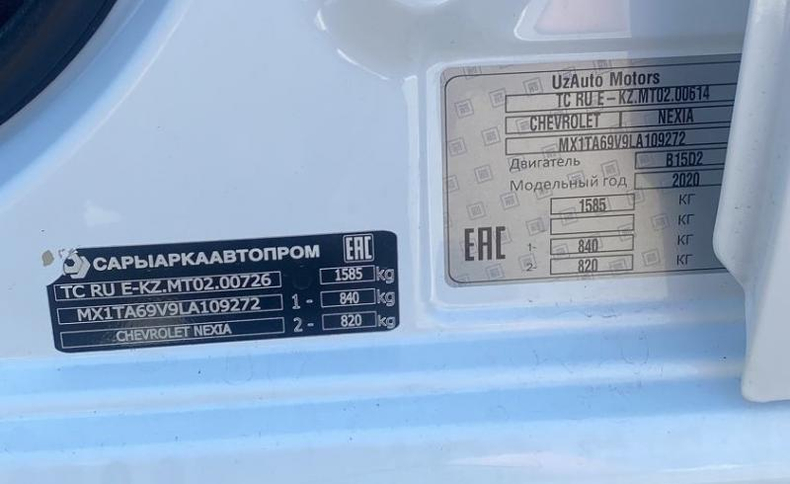 UzAuto Motors
TC RU E-KZ.MT02.00614
CHEVROLET NEXIA
MX1TA69V9LA109272
Двигатель B15D2
Модельный год 2020
1585 КГ
КГ
EAC 1- 840 КГ
2- 820 КГ
САРЫАРКААВТОПРОМ EAC
TC RU E-KZ.MT02.00726 1585 kg
MX1TA69V9LA109272 1 - 840 kg
CHEVROLET NEXIA 2 - 820 kg